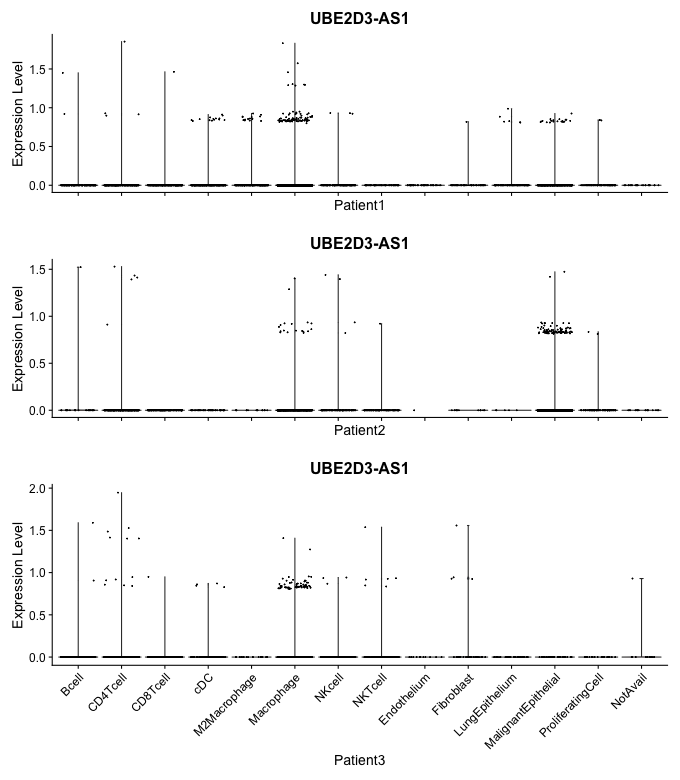 UBE2D3-AS1
Expression Level
1.5
1.0
0.5
0.0
Patient1
UBE2D3-AS1
Expression Level
1.5
1.0
0.5
0.0
Patient2
UBE2D3-AS1
Expression Level
2.0
1.5
1.0
0.5
0.0
Bcell
CD4Tcell
CD8Tcell
cDC
M2Macrophage
Macrophage
NKcell
NKTcell
Endothelium
Fibroblast
LungEpithelium
MalignantEpithelial
ProliferatingCell
NotAvail
Patient3